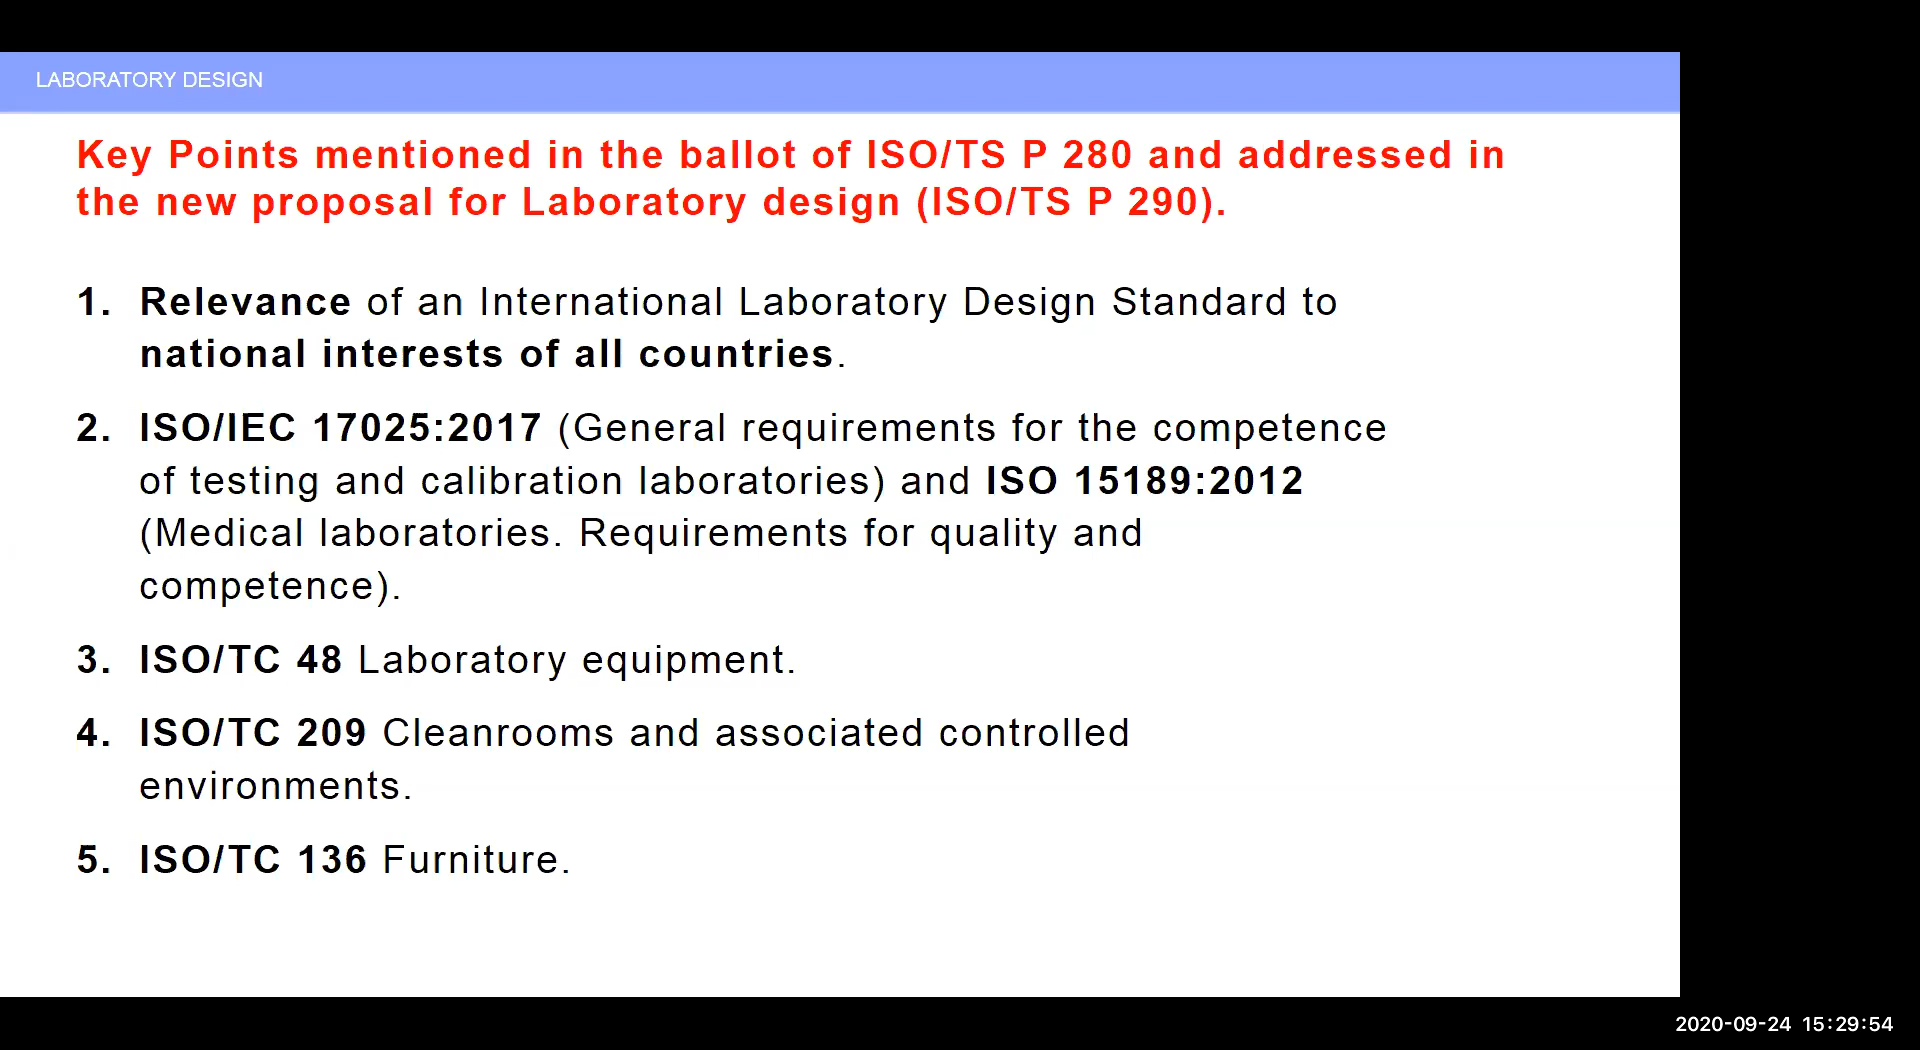 LABORATORY DESIGN
Key Points mentioned in the ballot of ISO/TS P 280 and addressed in
the new proposal for Laboratory design (ISO/TS P 290).
1. Relevance of an International Laboratory Design Standard to
national interests of all countries.
2. ISO/IEC 17025:2017 (General requirements for the competence
of testing and calibration laboratories) and ISO 15189:2012
(Medical laboratories. Requirements for quality and
competence).
3. ISO/TC 48 Laboratory equipment.
4. ISO/TC 209 Cleanrooms and associated controlled
environments.
5. ISO/TC 136 Furniture.
2020-09-24 15:29:54